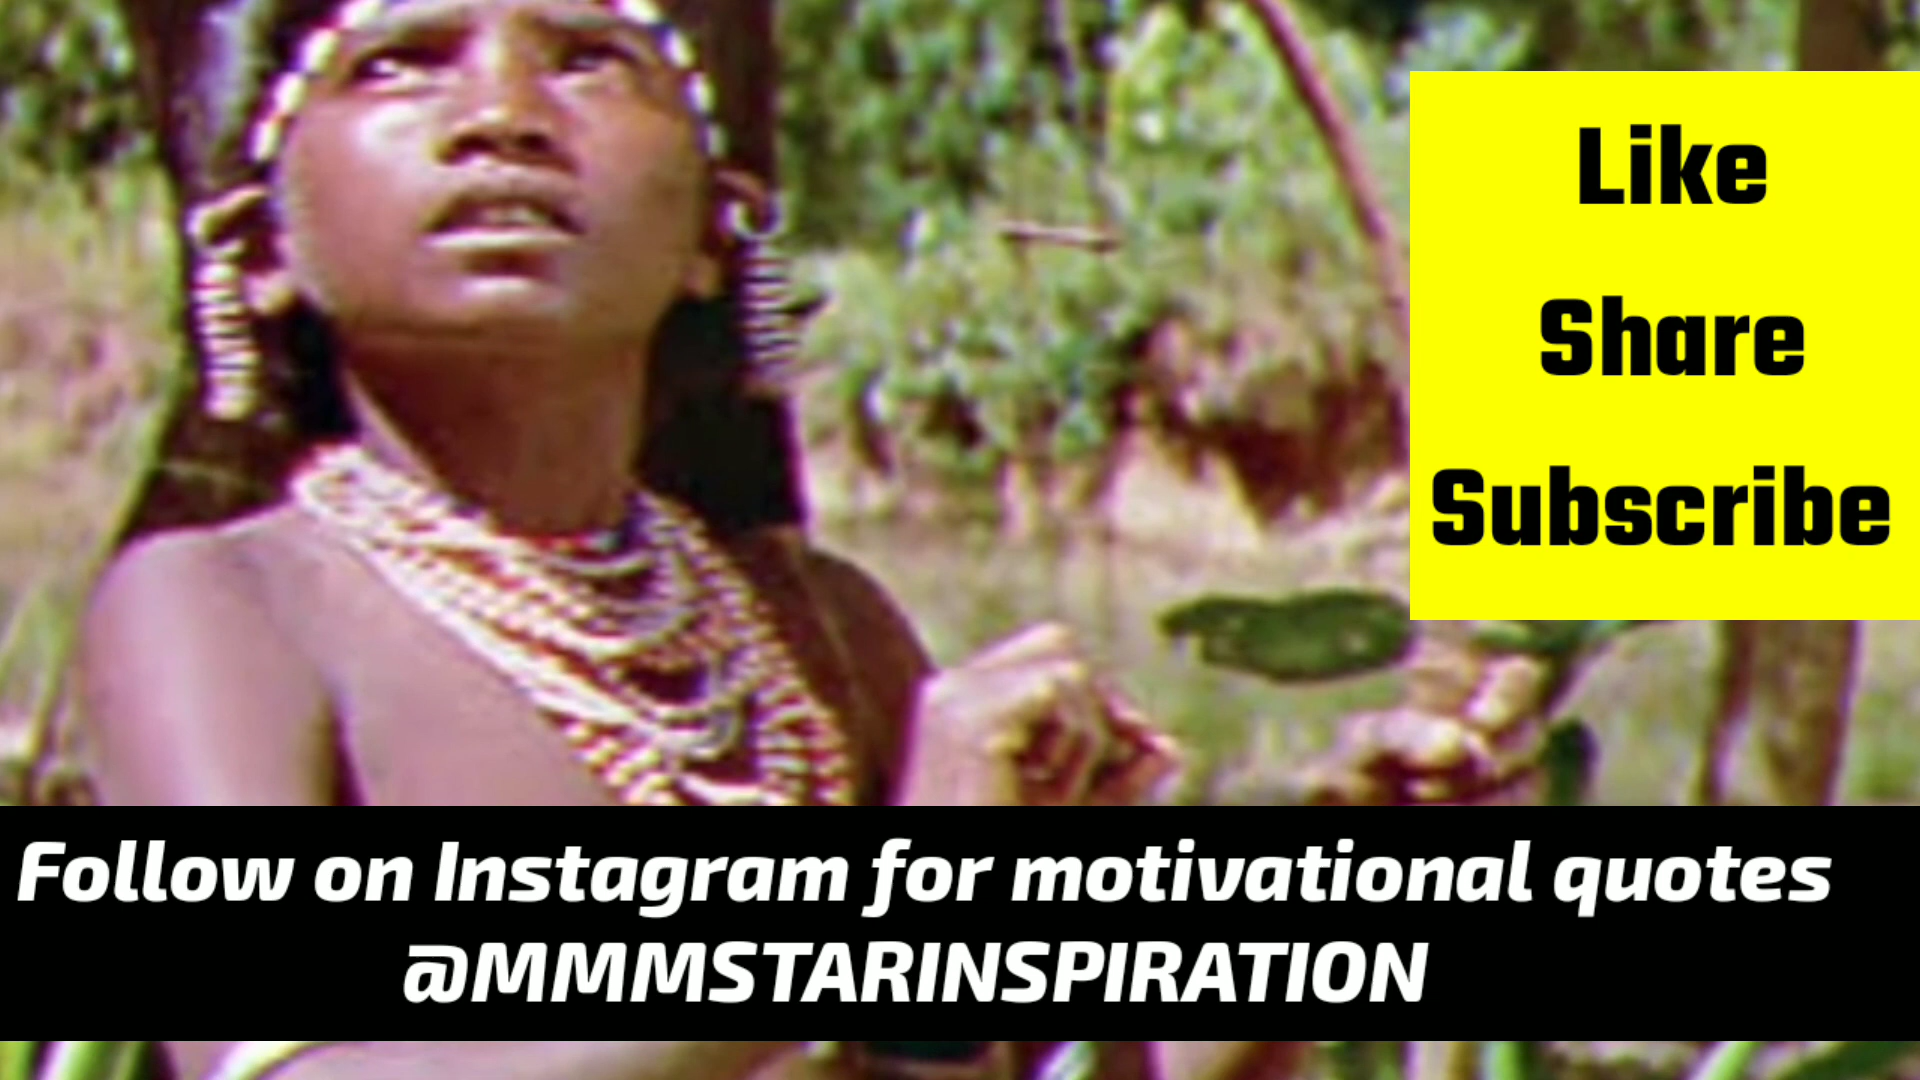 Like
Share
Subscribe
Follow on Instagram for motivational quotes
@MMMSTARINSPIRATION